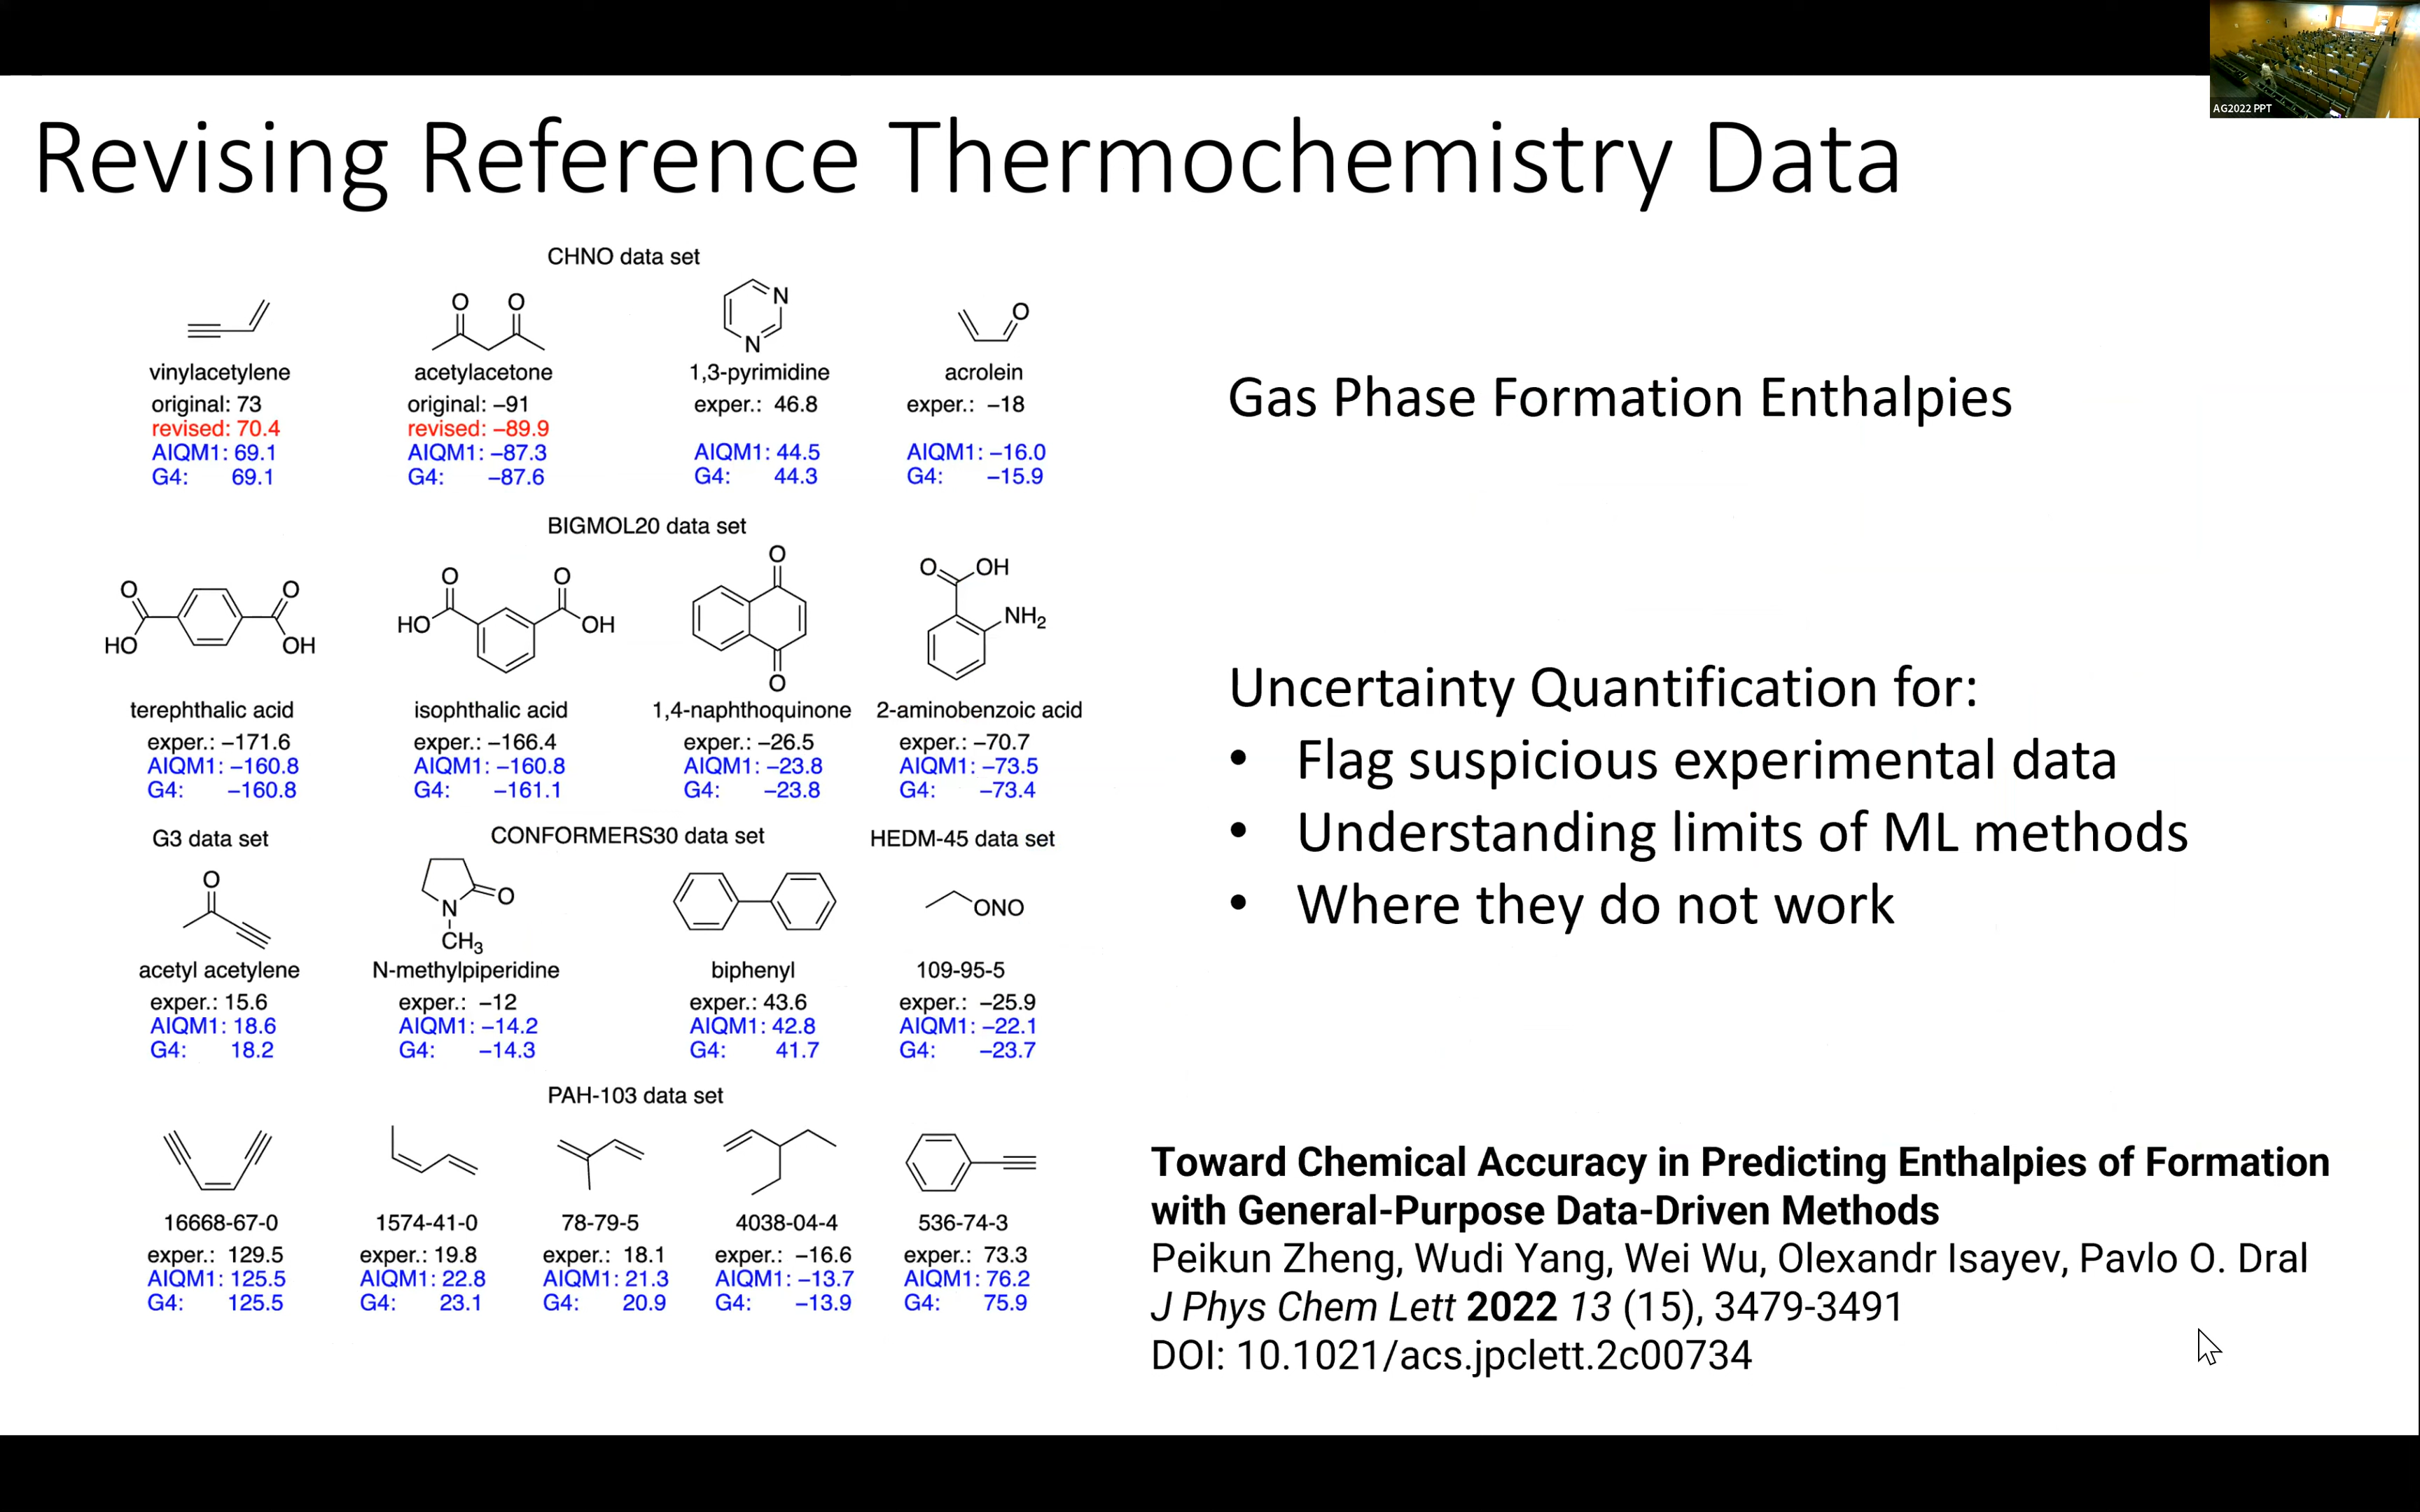 AG2022 PPT
Revising Reference Thermochemistry Data
CHNO data set
O O N N O
vinylacetylene acetylacetone 1,3-pyrimidine acrolein
original: 73 original: –91 exper.: 46.8 exper.: –18
revised: 70.4 revised: –89.9
AIQM1: 69.1 AIQM1: –87.3 AIQM1: 44.5 AIQM1: –16.0
G4: 69.1 G4: –87.6 G4: 44.3 G4: –15.9
BIGMOL20 data set
O O HO OH O O HO OH O O O OH NH2
terephthalic acid isophthalic acid 1,4-naphthoquinone 2-aminobenzoic acid
exper.: –171.6 exper.: –166.4 exper.: –26.5 exper.: –70.7
AIQM1: –160.8 AIQM1: –160.8 AIQM1: –23.8 AIQM1: –73.5
G4: –160.8 G4: –161.1 G4: –23.8 G4: –73.4
G3 data set CONFORMERS30 data set HEDM-45 data set
O N O CH3 ONO
acetyl acetylene N-methylpiperidine biphenyl 109-95-5
exper.: 15.6 exper.: –12 exper.: 43.6 exper.: –25.9
AIQM1: 18.6 AIQM1: –14.2 AIQM1: 42.8 AIQM1: –22.1
G4: 18.2 G4: –14.3 G4: 41.7 G4: –23.7
PAH-103 data set
16668-67-0 1574-41-0 78-79-5 4038-04-4 536-74-3
exper.: 129.5 exper.: 19.8 exper.: 18.1 exper.: –16.6 exper.: 73.3
AIQM1: 125.5 AIQM1: 22.8 AIQM1: 21.3 AIQM1: –13.7 AIQM1: 76.2
G4: 125.5 G4: 23.1 G4: 20.9 G4: –13.9 G4: 75.9
Gas Phase Formation Enthalpies
Uncertainty Quantification for:
• Flag suspicious experimental data
• Understanding limits of ML methods
• Where they do not work
Toward Chemical Accuracy in Predicting Enthalpies of Formation
with General-Purpose Data-Driven Methods
Peikun Zheng, Wudi Yang, Wei Wu, Olexandr Isayev, Pavlo O. Dral
J Phys Chem Lett 2022 13 (15), 3479-3491
DOI: 10.1021/acs.jpclett.2c00734